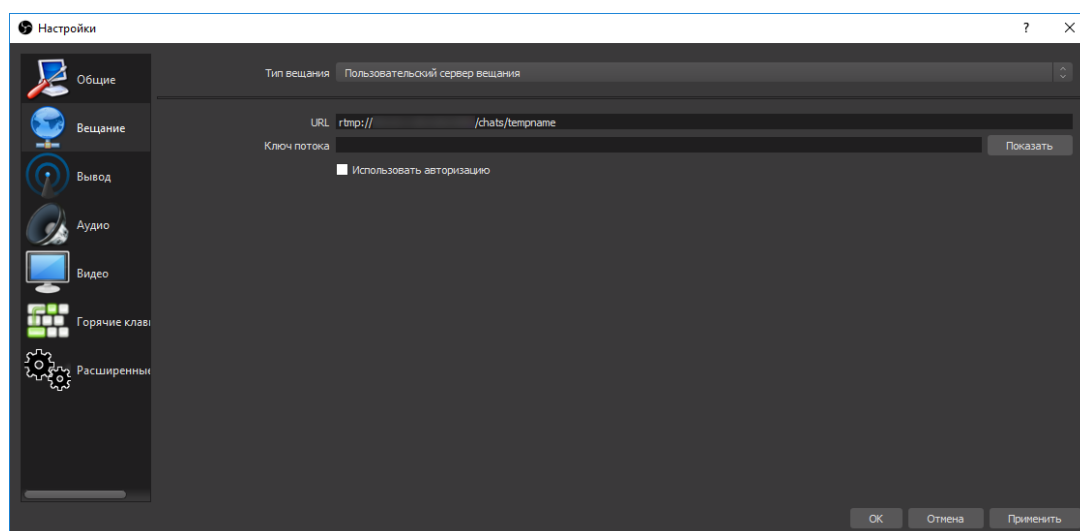 Настройки
Общие
Вещание
Вывод
Аудио
Видео
Горячие клави
Расширенные
Тип вещания Пользовательский сервер вещания
URL rtmp:// /chats/tempname
Ключ потока Показать
Использовать авторизацию
OK Отмена Применить